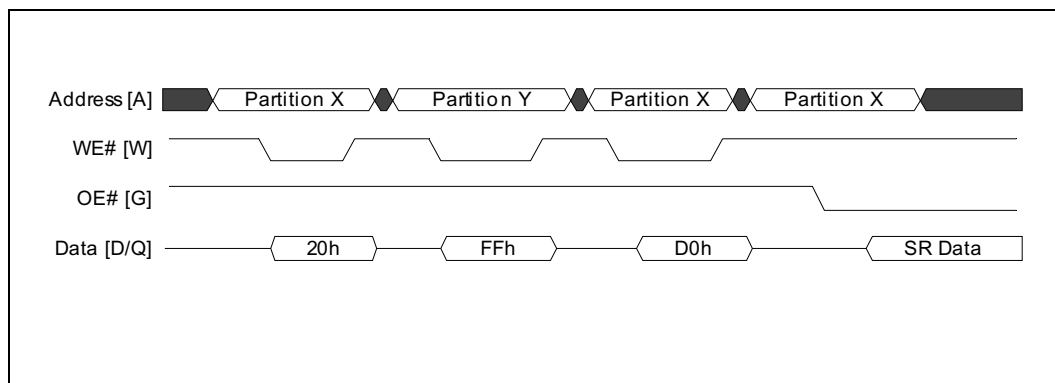 Address [A] Partition X Partition Y Partition X Partition X
WE# [W]
OE# [G]
Data [D/Q] 20h FFh D0h SR Data